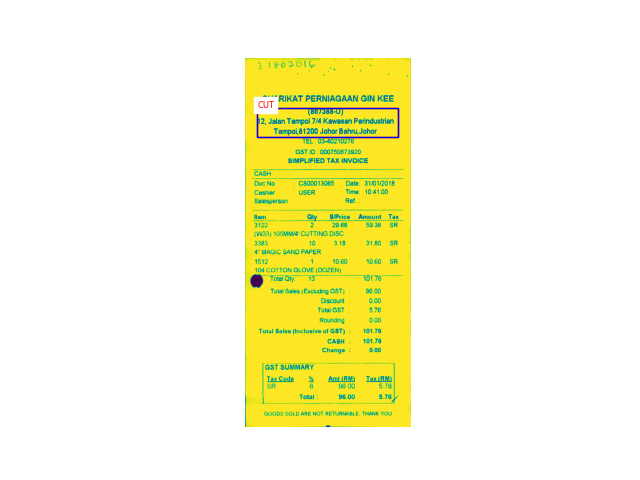 31802016
CUT
SYARIKAT PERNIAGAAN GIN KEE
(867388-U)
12, Jalan Tampoi 7/4 Kawasan Perindustrian
Tampoi,81200 Johor Bahru,Johor
TEL : 03-40210276
GST ID : 000750673920
SIMPLIFIED TAX INVOICE
CASH
Doc No. CS00013065 Date: 31/01/2018
Cashier USER Time: 10:41:00
Salesperson Ref. :
Item Qty S/Price Amount Tax
3122 2 29.68 59.36 SR
(W33) 105MM/4' CUTTING DISC
3383 10 3.18 31.80 SR
4" MAGIC SAND PAPER
1512 1 10.60 10.60 SR
104 COTTON GLOVE (DOZEN)
Total Qty: 13 101.76
Total Sales (Excluding GST) : 96.00
Discount : 0.00
Total GST : 5.76
Rounding : 0.00
Total Sales (Inclusive of GST) : 101.76
CASH : 101.76
Change : 0.00
GST SUMMARY
Tax Code % Amt (RM) Tax (RM)
SR 6 96.00 5.76
Total : 96.00 5.76
GOODS SOLD ARE NOT RETURNABLE, THANK YOU.